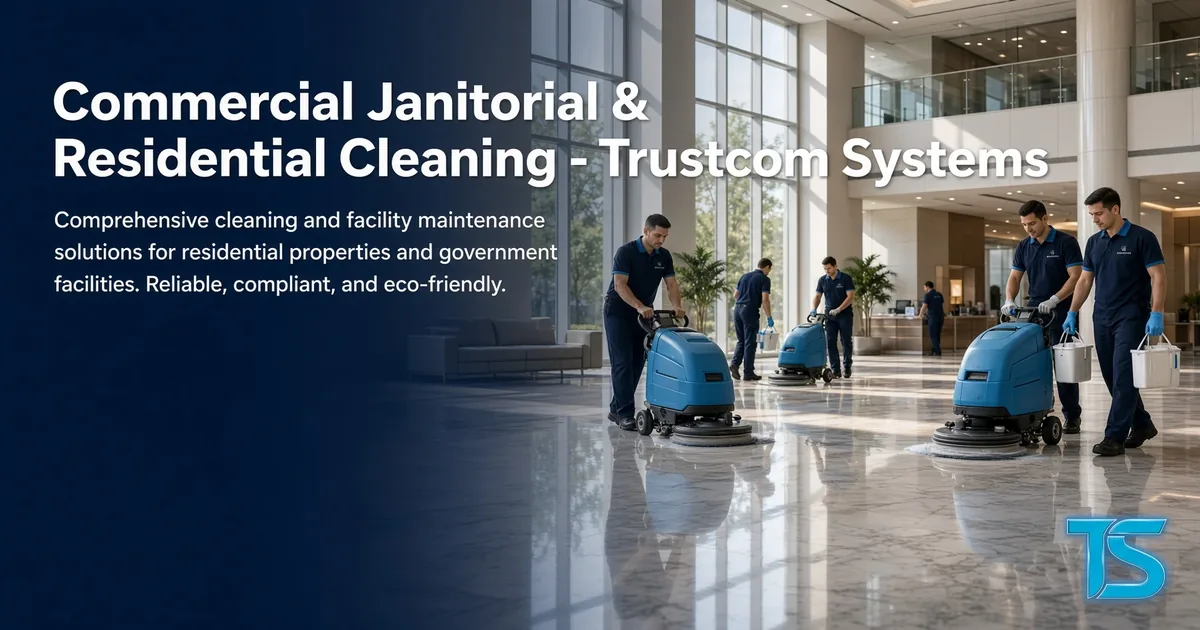 Commercial Janitorial &
Residential Cleaning - Trustcom Systems
Comprehensive cleaning and facility maintenance
solutions for residential properties and government
facilities. Reliable, compliant, and eco-friendly.
TS